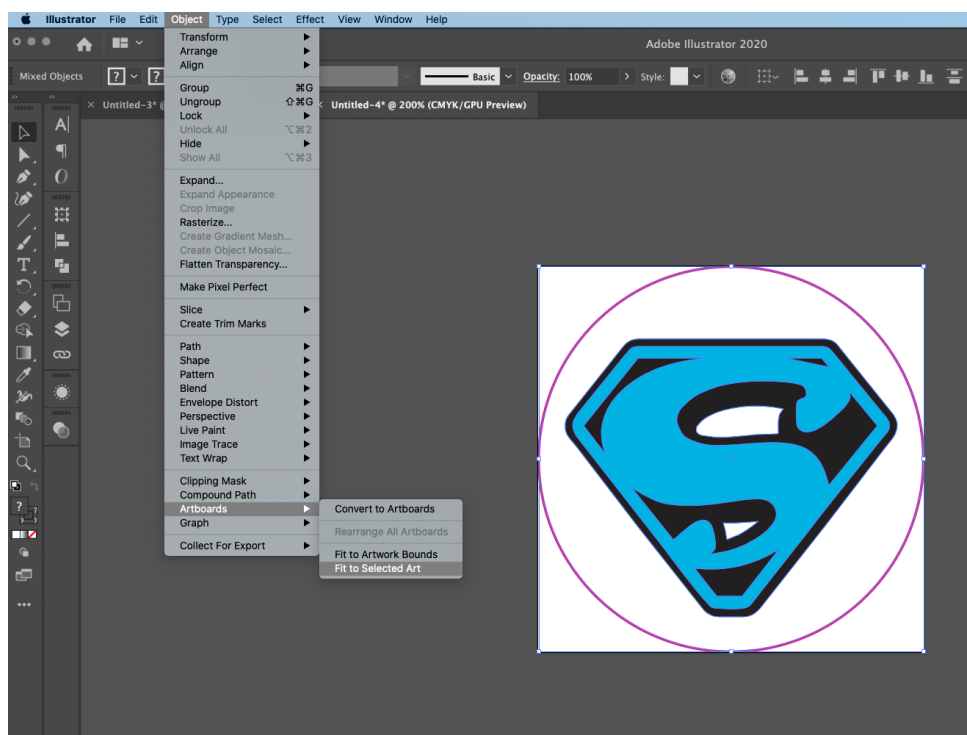 Illustrator File Edit Object Type Select Effect View Window Help
Adobe Illustrator 2020
Mixed Objects ? ? Basic Opacity: 100% Style:
× Untitled-3* @ Untitled-4* @ 200% (CMYK/GPU Preview)
Transform
Arrange
Align
Group ⌘G
Ungroup ⇧⌘G
Lock
Unlock All ⌥⌘2
Hide
Show All ⌥⌘3
Expand...
Expand Appearance
Crop Image
Rasterize...
Create Gradient Mesh...
Create Object Mosaic...
Flatten Transparency...
Make Pixel Perfect
Slice
Create Trim Marks
Path
Shape
Pattern
Blend
Envelope Distort
Perspective
Live Paint
Image Trace
Text Wrap
Clipping Mask
Compound Path
Artboards
Graph
Collect For Export
Convert to Artboards
Rearrange All Artboards
Fit to Artwork Bounds
Fit to Selected Art
S